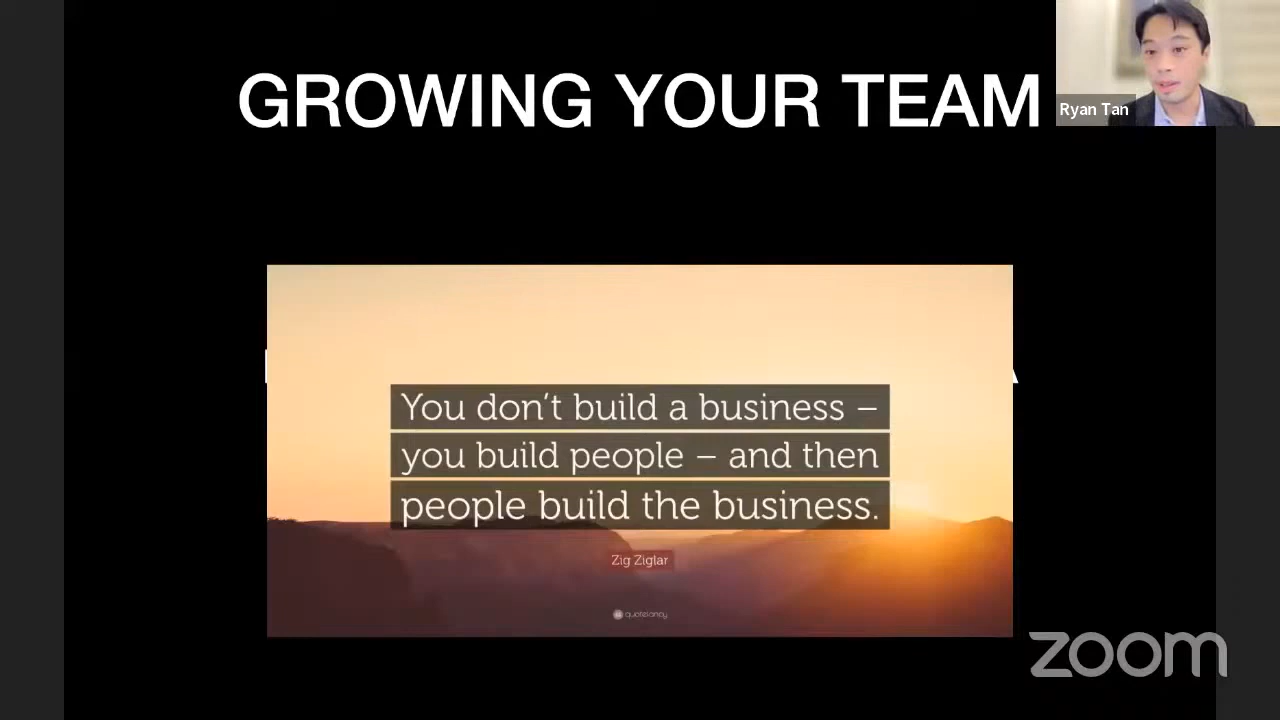 GROWING YOUR TEAM
Ryan Tan
You don't build a business –
you build people – and then
people build the business.
Zig Ziglar
quotefancy
zoom